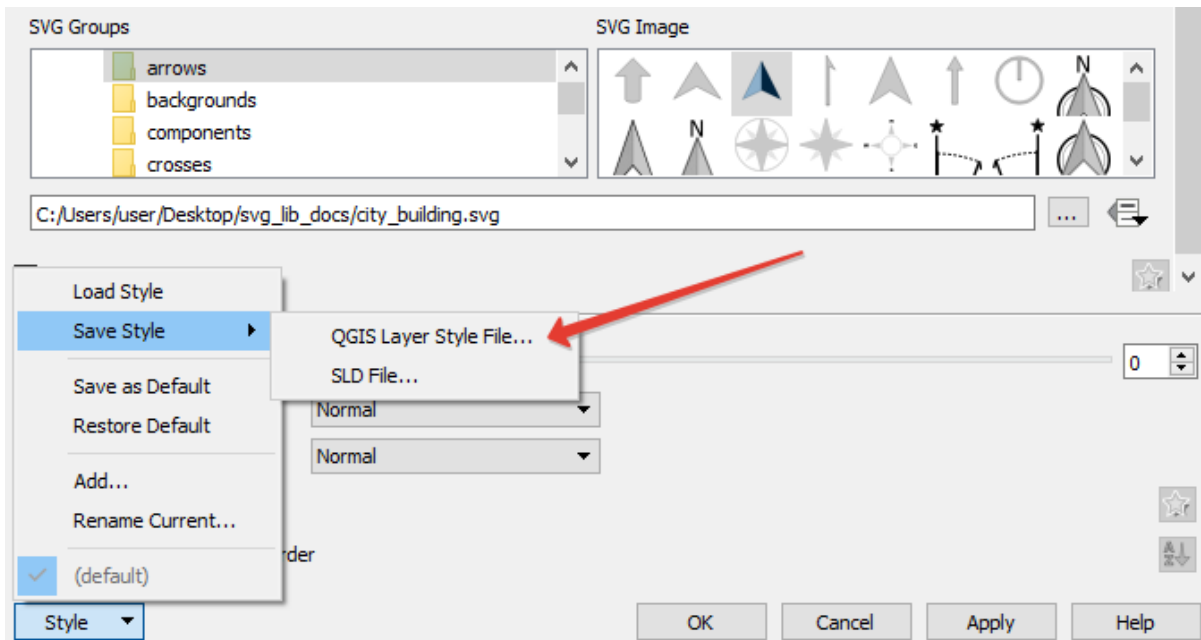 SVG Groups
SVG Image
arrows
backgrounds
components
crosses
N
N
C:/Users/user/Desktop/svg_lib_docs/city_building.svg
...
Load Style
Save Style
QGIS Layer Style File...
SLD File...
0
Save as Default
Normal
Restore Default
Normal
Add...
Rename Current...
rder
A
Z
(default)
Style
OK
Cancel
Apply
Help